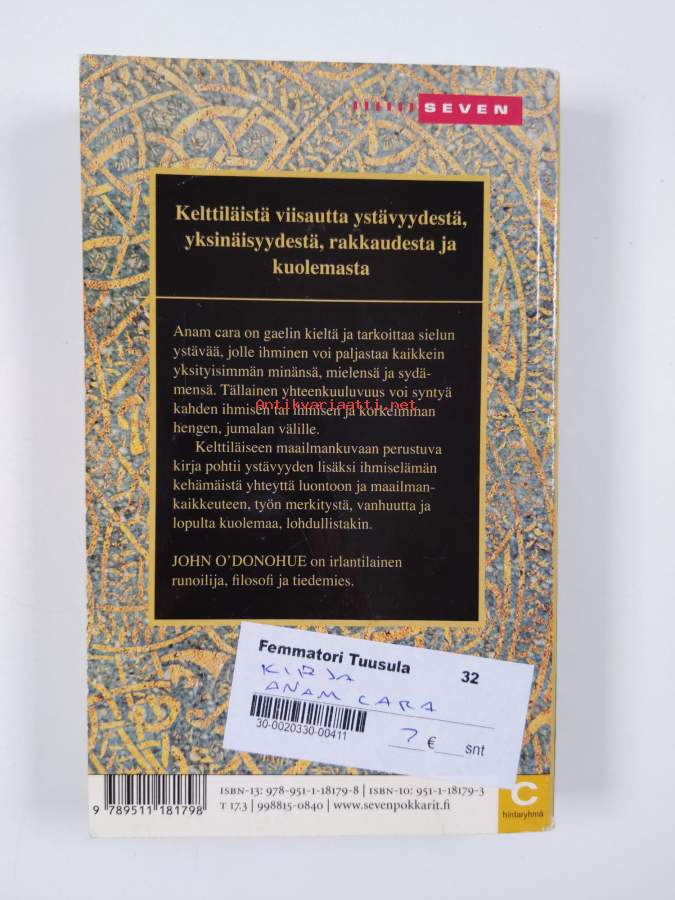 SEVEN
Kelttiläistä viisautta ystävyydestä,
yksinäisyydestä, rakkaudesta ja
kuolemasta
Anam cara on gaelin kieltä ja tarkoittaa sielun
ystävää, jolle ihminen voi paljastaa kaikkein
yksityisimmän minänsä, mielensä ja sydä-
mensä. Tällainen yhteenkuuluvuus voi syntyä
kahden ihmisen tai ihmisen ja korkeimman
Antikvariaatti.net
hengen, jumalan välille.
Kelttiläiseen maailmankuvaan perustuva
kirja pohtii ystävyyden lisäksi ihmiselämän
kehämäistä yhteyttä luontoon ja maailman-
kaikkeuteen, työn merkitystä, vanhuutta ja
lopulta kuolemaa, lohdullistakin.
JOHN O'DONOHUE on irlantilainen
runoilija, filosofi ja tiedemies.
Femmatori Tuusula 32
KIRJA
ANAM CARA
30-0020330-00411
7 € snt
ISBN-13: 978-951-1-18179-8 | ISBN-10: 951-1-18179-3
T 17.3 | 998815-0840 | www.sevenpokkarit.fi
9 789511 181798
C
hintaryhmä